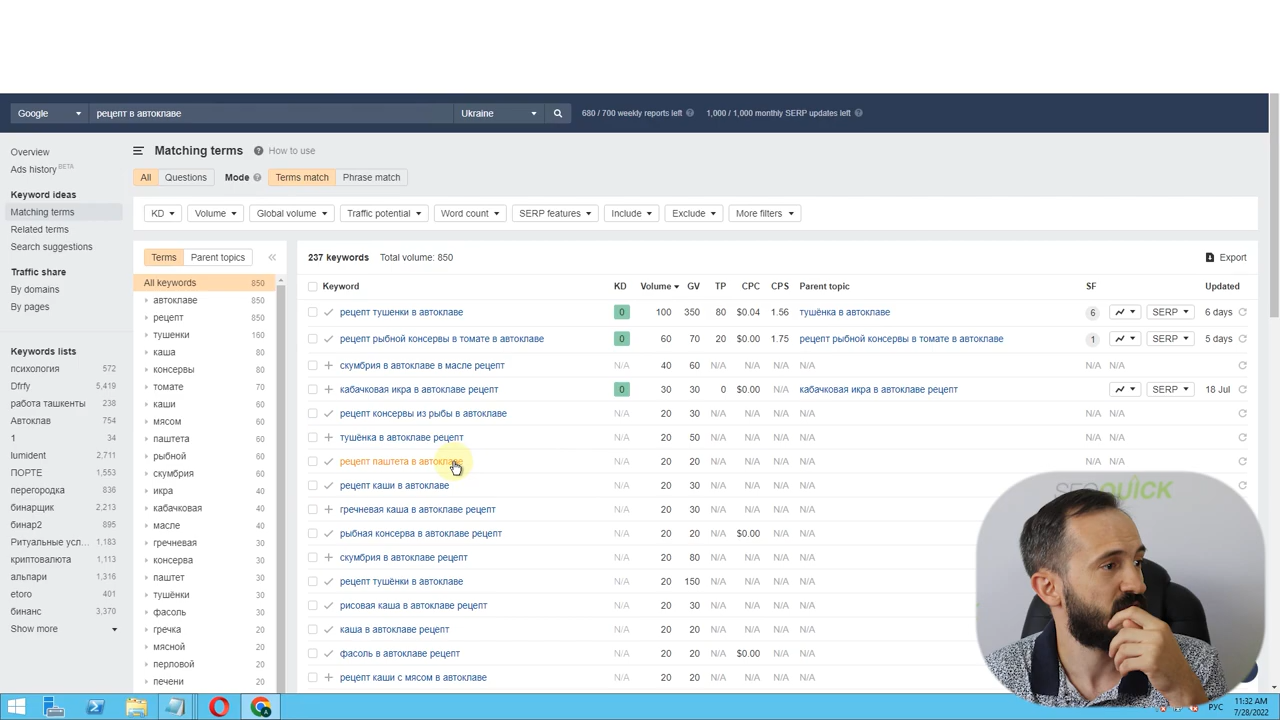 Google рецепт в автоклаве Ukraine 680 / 700 weekly reports left 1,000 / 1,000 monthly SERP updates left
Overview
Ads history BETA
Keyword ideas
Matching terms
Related terms
Search suggestions
Traffic share
By domains
By pages
Keywords lists
психология 572
Dfrfy 5,419
работа ташкенты 238
Автоклав 754
1 34
lumident 2,711
ПОРТЕ 1,553
перегородка 836
бинарщик 2,213
бинар2 895
Ритуальные усл... 1,183
криптовалюта 1,113
альпари 1,316
etoro 401
бинанс 3,370
Show more
Matching terms How to use
All Questions Mode Terms match Phrase match
KD Volume Global volume Traffic potential Word count SERP features Include Exclude More filters
Terms Parent topics
All keywords 850
автоклаве 850
рецепт 850
тушенки 160
каша 80
консервы 80
томате 70
каши 60
мясом 60
паштета 60
рыбной 60
скумбрия 60
икра 40
кабачковая 40
масле 40
гречневая 30
консерва 30
паштет 30
тушёнки 30
фасоль 30
гречка 20
мясной 20
перловой 20
печени 20
237 keywords Total volume: 850 Export
Keyword KD Volume GV TP CPC CPS Parent topic SF Updated
рецепт тушенки в автоклаве 0 100 350 80 $0.04 1.56 тушёнка в автоклаве 6 SERP 6 days
рецепт рыбной консервы в томате в автоклаве 0 60 70 20 $0.00 1.75 рецепт рыбной консервы в томате в автоклаве 1 SERP 5 days
скумбрия в автоклаве в масле рецепт N/A 40 60 N/A N/A N/A N/A N/A N/A
кабачковая икра в автоклаве рецепт 0 30 30 0 $0.00 N/A кабачковая икра в автоклаве рецепт SERP 18 Jul
рецепт консервы из рыбы в автоклаве N/A 20 30 N/A N/A N/A N/A N/A N/A
тушёнка в автоклаве рецепт N/A 20 50 N/A N/A N/A N/A N/A N/A
рецепт паштета в автоклаве N/A 20 20 N/A N/A N/A N/A N/A N/A
рецепт каши в автоклаве N/A 20 30 N/A N/A N/A N/A
гречневая каша в автоклаве рецепт N/A 20 30 N/A N/A N/A N/A
рыбная консерва в автоклаве рецепт N/A 20 20 N/A $0.00 N/A N/A
скумбрия в автоклаве рецепт N/A 20 80 N/A N/A N/A N/A
рецепт тушёнки в автоклаве N/A 20 150 N/A N/A N/A N/A
рисовая каша в автоклаве рецепт N/A 20 30 N/A N/A N/A N/A
каша в автоклаве рецепт N/A 20 20 N/A N/A N/A N/A
фасоль в автоклаве рецепт N/A 20 20 N/A $0.00 N/A N/A
рецепт каши с мясом в автоклаве N/A 20 20 N/A N/A N/A N/A
SEOQUICK
РУС 11:32 AM
7/28/2022